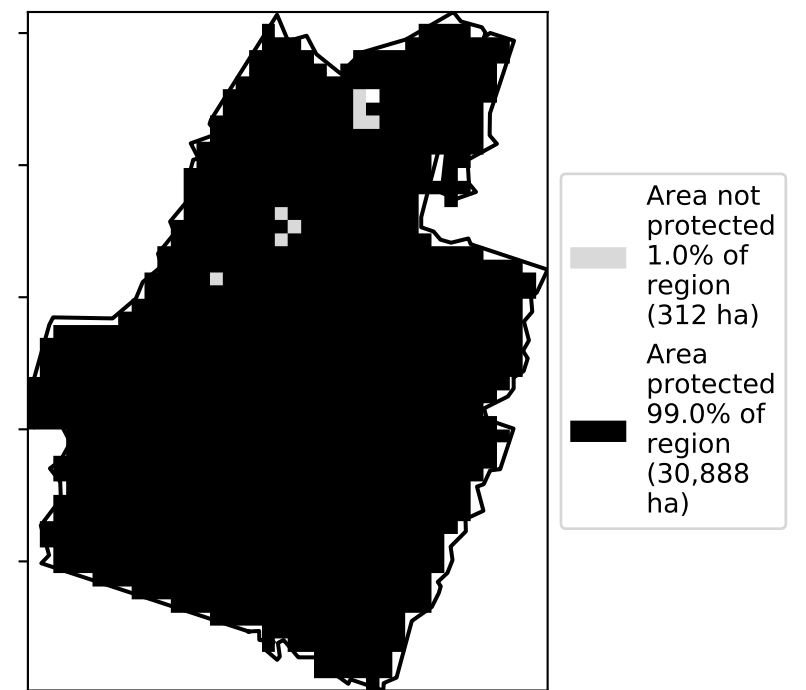 Area not
protected
1.0% of
region
(312 ha)
Area
protected
99.0% of
region
(30,888
ha)